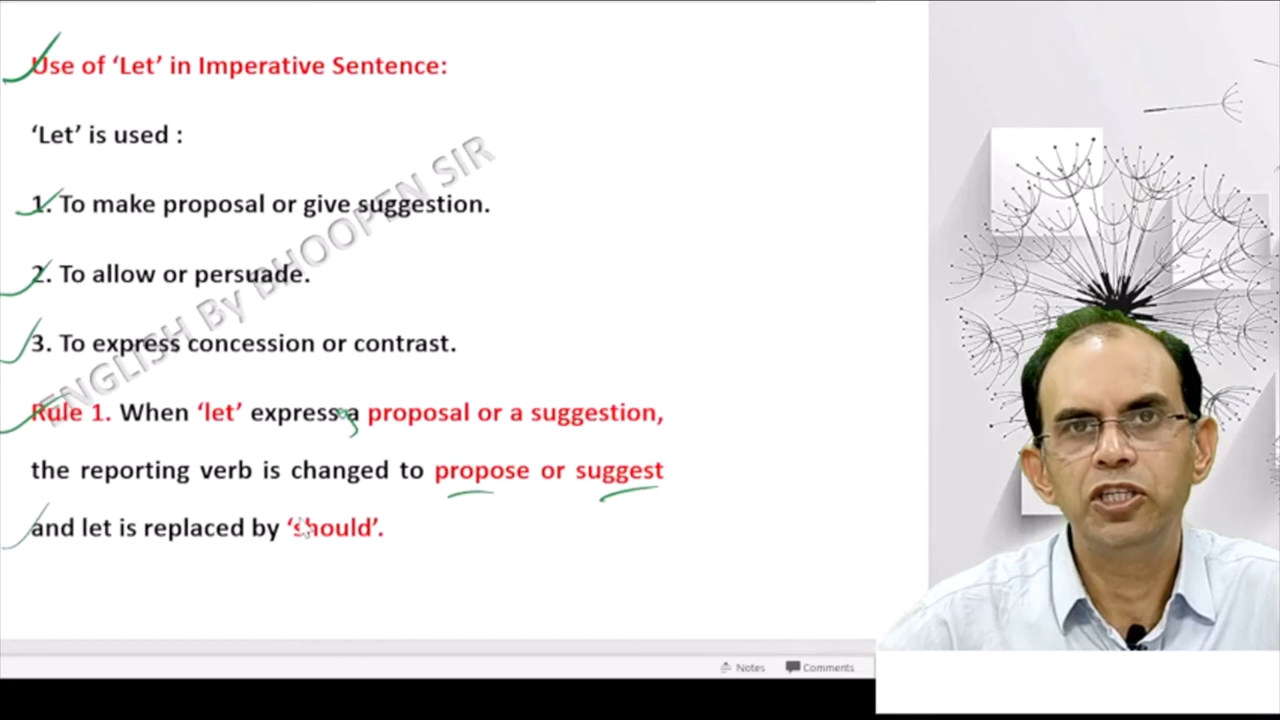 Use of ‘Let’ in Imperative Sentence:
‘Let’ is used :
1. To make proposal or give suggestion.
2. To allow or persuade.
3. To express concession or contrast.
Rule 1. When ‘let’ express a proposal or a suggestion,
the reporting verb is changed to propose or suggest
and let is replaced by ‘should’.
ENGLISH By BHOOPEN SIR
Notes
Comments